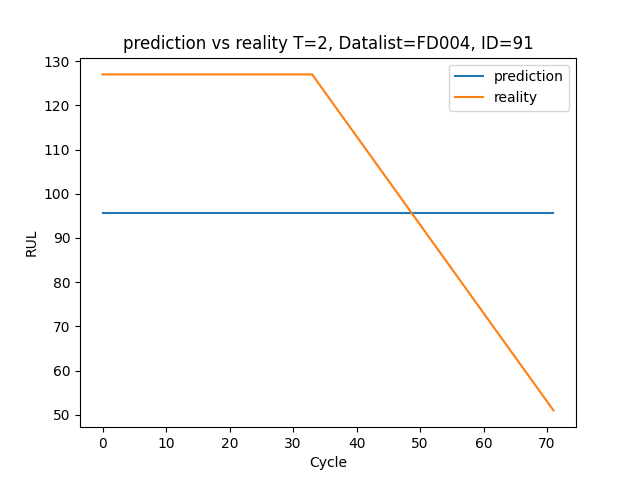 prediction vs reality T=2, Datalist=FD004, ID=91
prediction
reality
130
120
110
100
90
80
70
60
50
RUL
0 10 20 30 40 50 60 70
Cycle